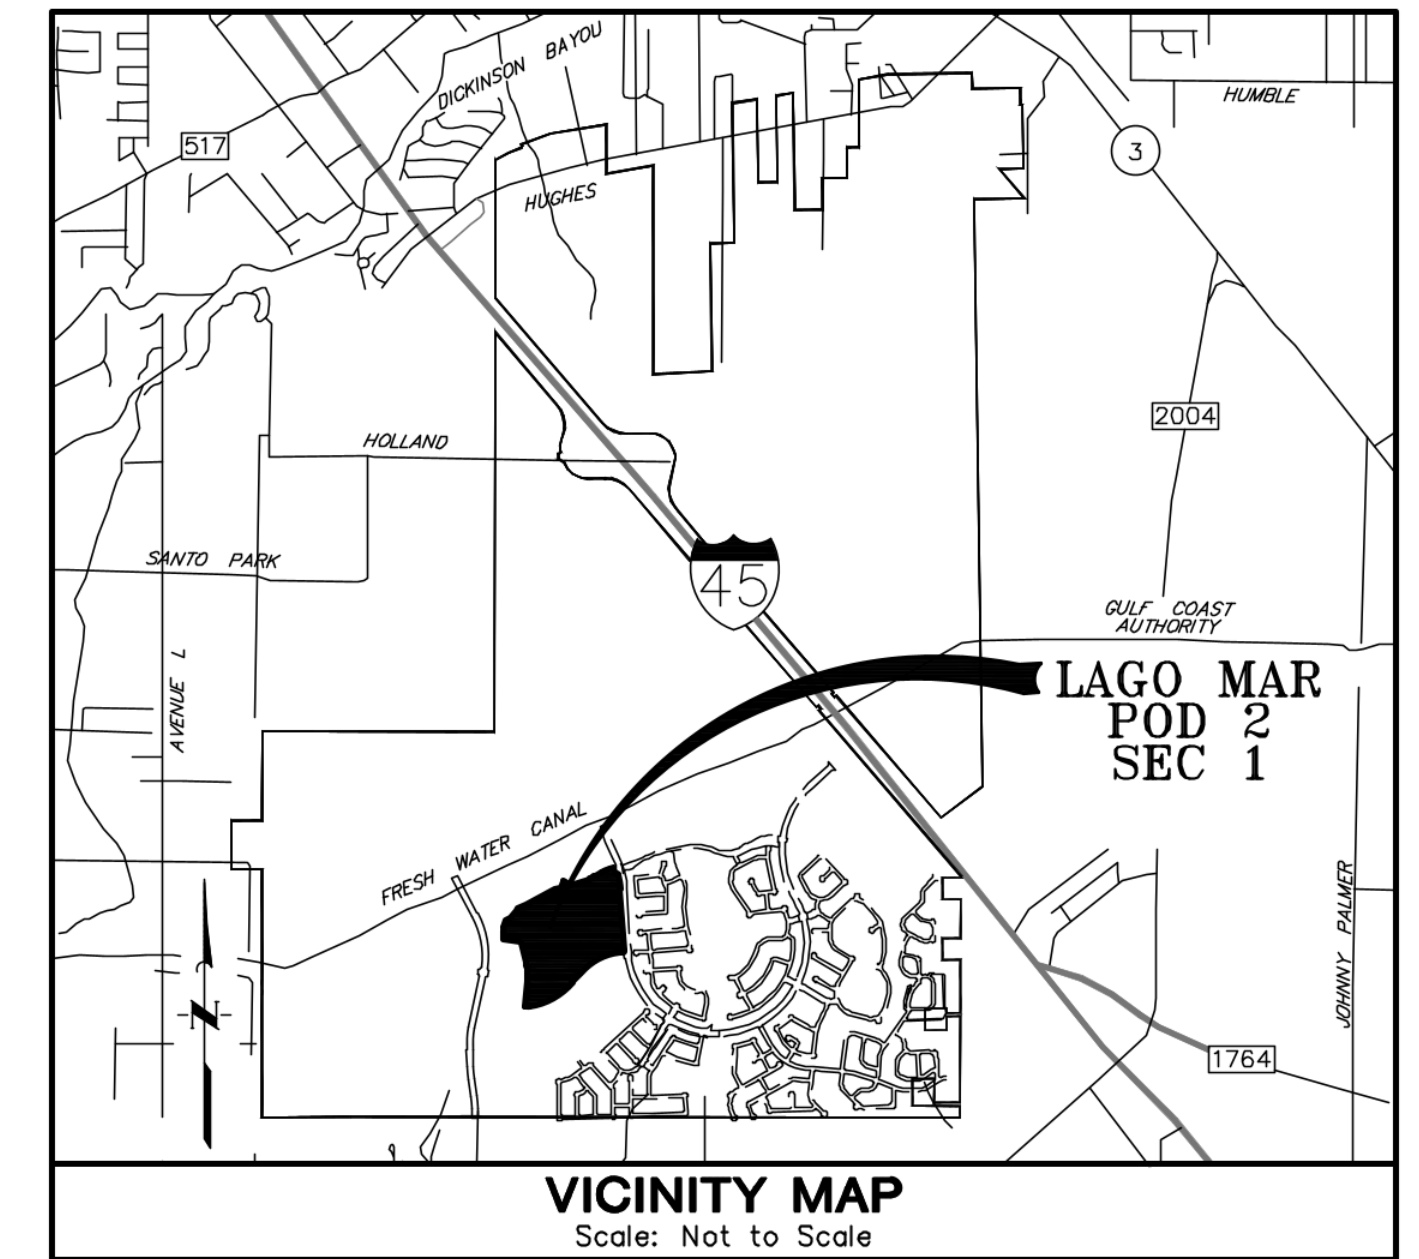 DICKINSON BAYOU
HUMBLE
517
3
HUGHES
2004
HOLLAND
SANTO PARK
45
GULF COAST
AUTHORITY
AVENUE L
LAGO MAR
POD 2
SEC 1
FRESH WATER CANAL
JOHNNY PALMER
N
1764
VICINITY MAP
Scale: Not to Scale